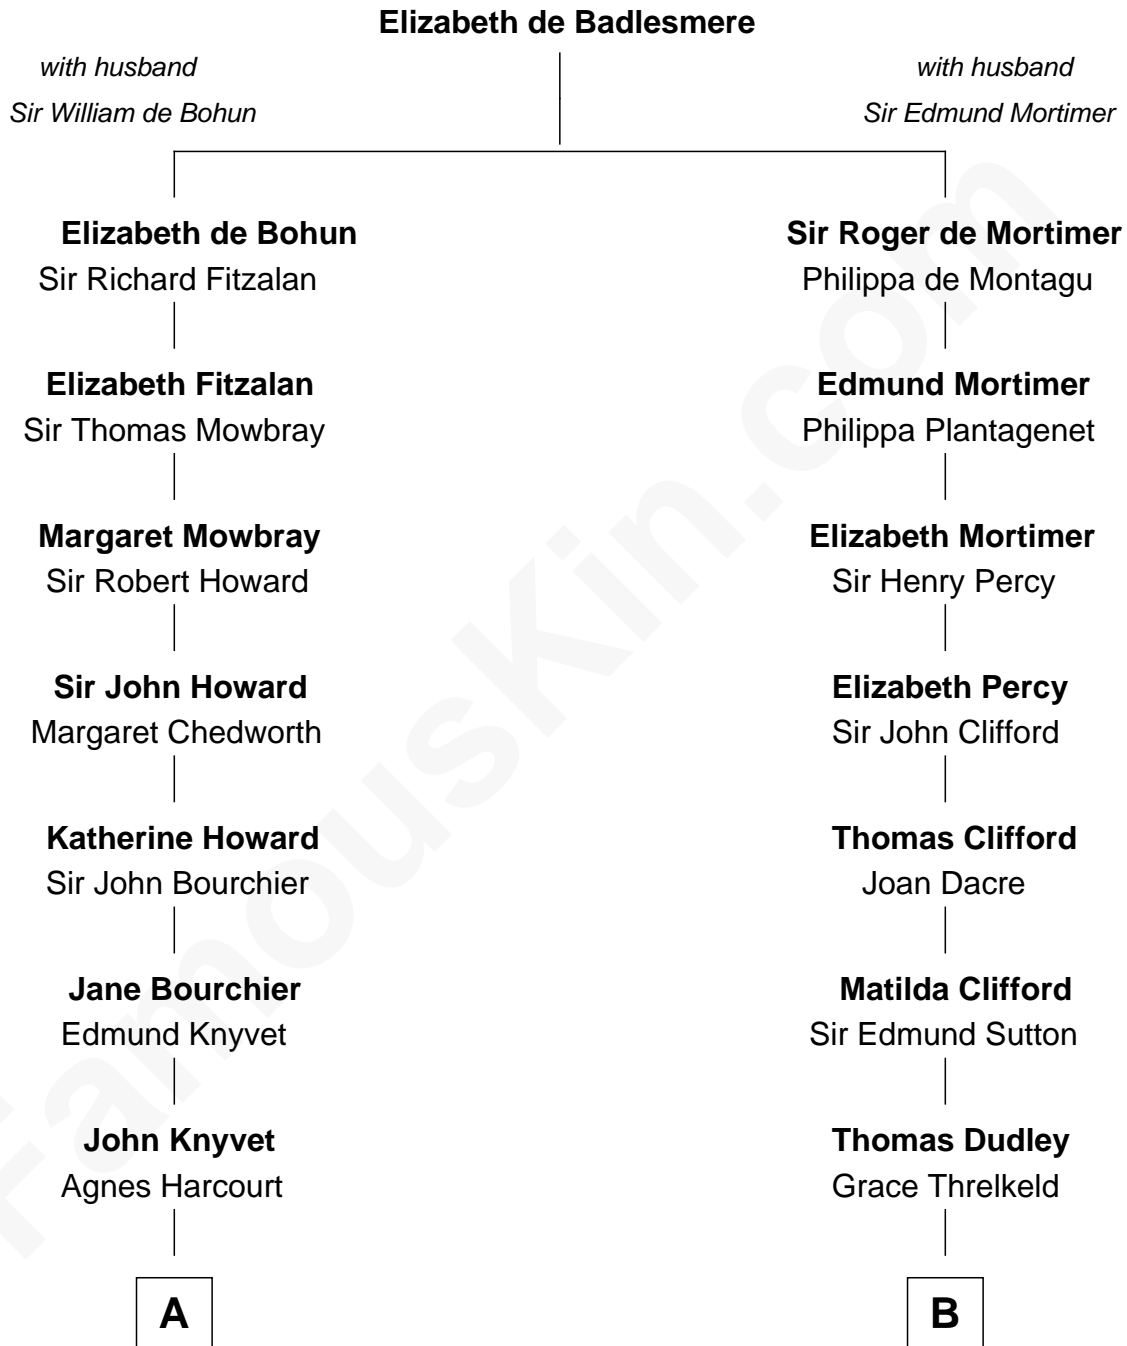 Elizabeth de Badlesmere
with husband
Sir William de Bohun
with husband
Sir Edmund Mortimer
Elizabeth de Bohun
Sir Richard Fitzalan
Sir Roger de Mortimer
Philippa de Montagu
Elizabeth Fitzalan
Sir Thomas Mowbray
Edmund Mortimer
Philippa Plantagenet
Margaret Mowbray
Sir Robert Howard
Elizabeth Mortimer
Sir Henry Percy
Sir John Howard
Margaret Chedworth
Elizabeth Percy
Sir John Clifford
Katherine Howard
Sir John Bourchier
Thomas Clifford
Joan Dacre
Jane Bourchier
Edmund Knyvet
Matilda Clifford
Sir Edmund Sutton
John Knyvet
Agnes Harcourt
Thomas Dudley
Grace Threlkeld
A
B
FamousKin.com